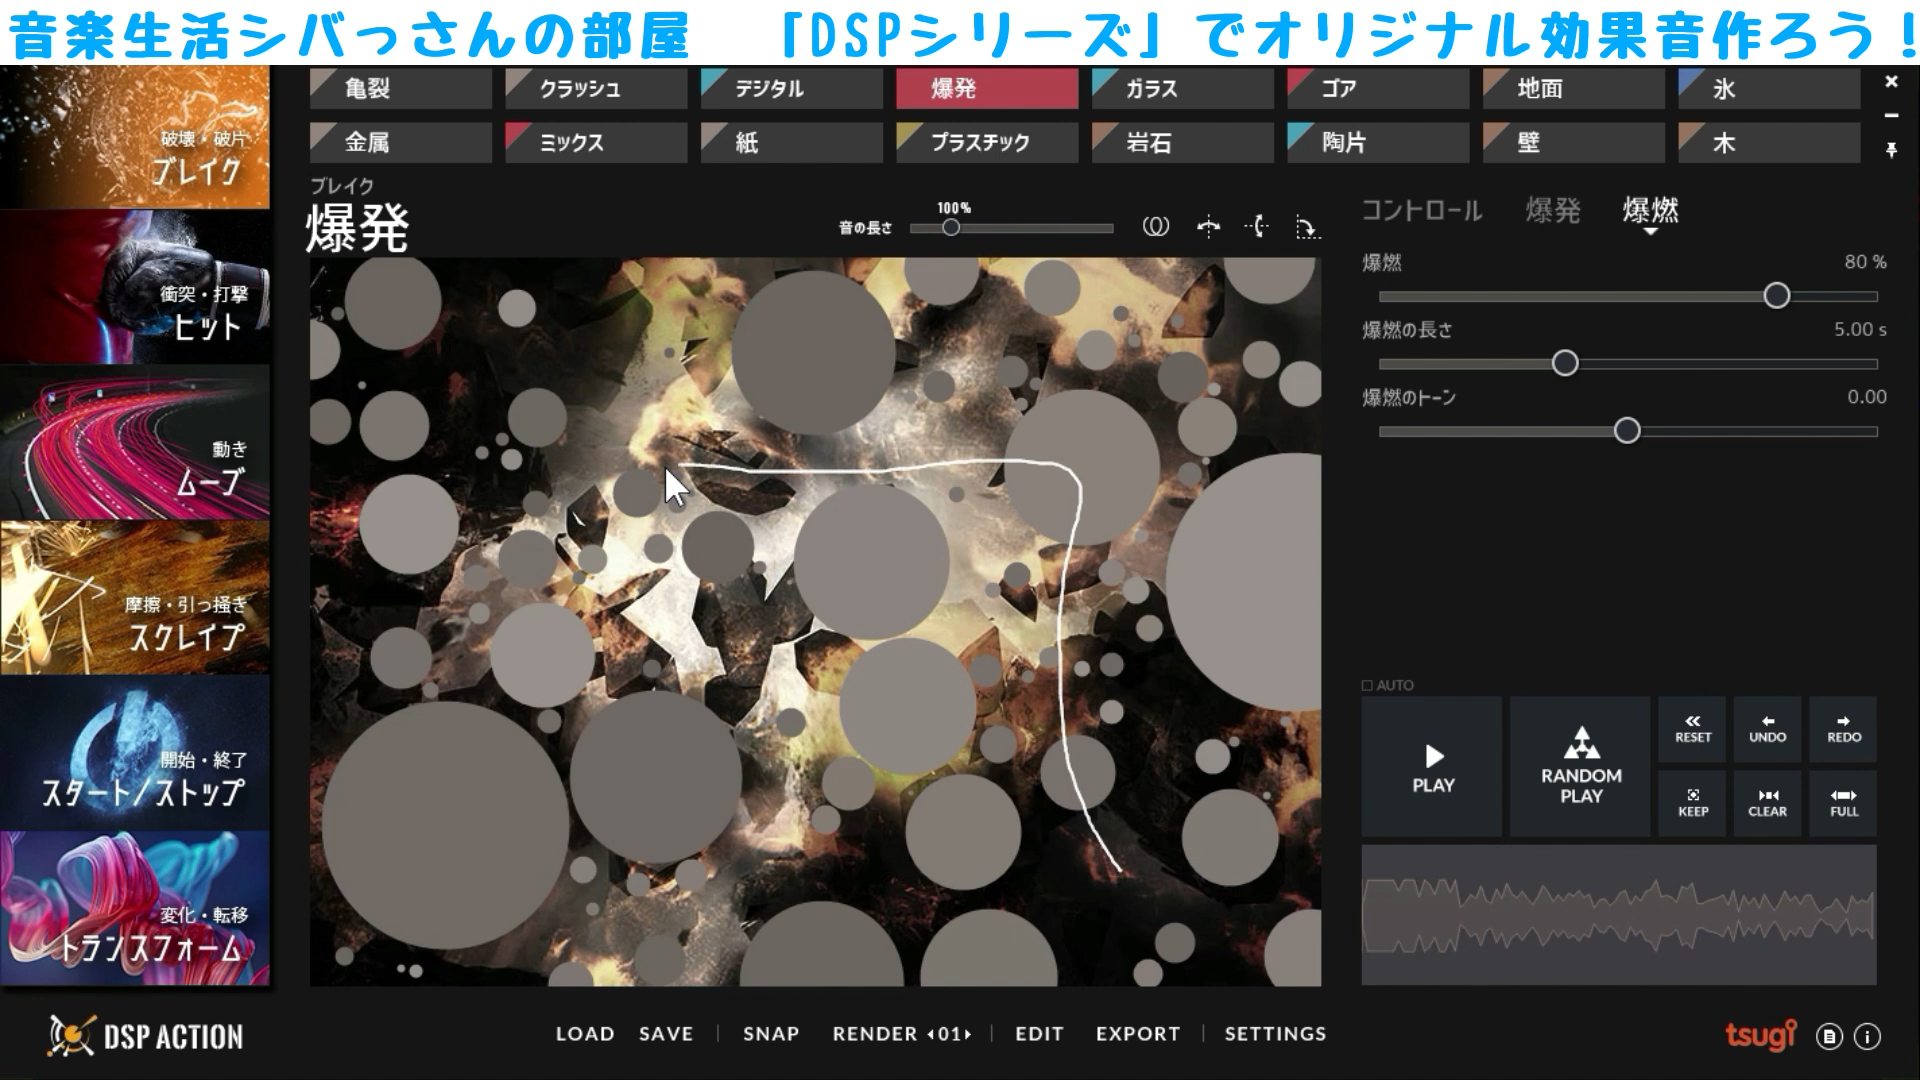 音楽生活シバっさんの部屋　「DSPシリーズ」でオリジナル効果音作ろう！
亀裂 クラッシュ デジタル 爆発 ガラス ゴア 地面 氷
金属 ミックス 紙 プラスチック 岩石 陶片 壁 木
破壊・破片
ブレイク
衝突・打撃
ヒット
動き
ムーブ
摩擦・引っ掻き
スクレイプ
開始・終了
スタート/ストップ
変化・転移
トランスフォーム
ブレイク
爆発
音の長さ 100%
コントロール 爆発 爆燃
爆燃 80 %
爆燃の長さ 5.00 s
爆燃のトーン 0.00
AUTO
PLAY
RANDOM
PLAY
RESET UNDO REDO
KEEP CLEAR FULL
DSP ACTION
LOAD SAVE | SNAP RENDER 01 | EDIT EXPORT | SETTINGS
tsugi